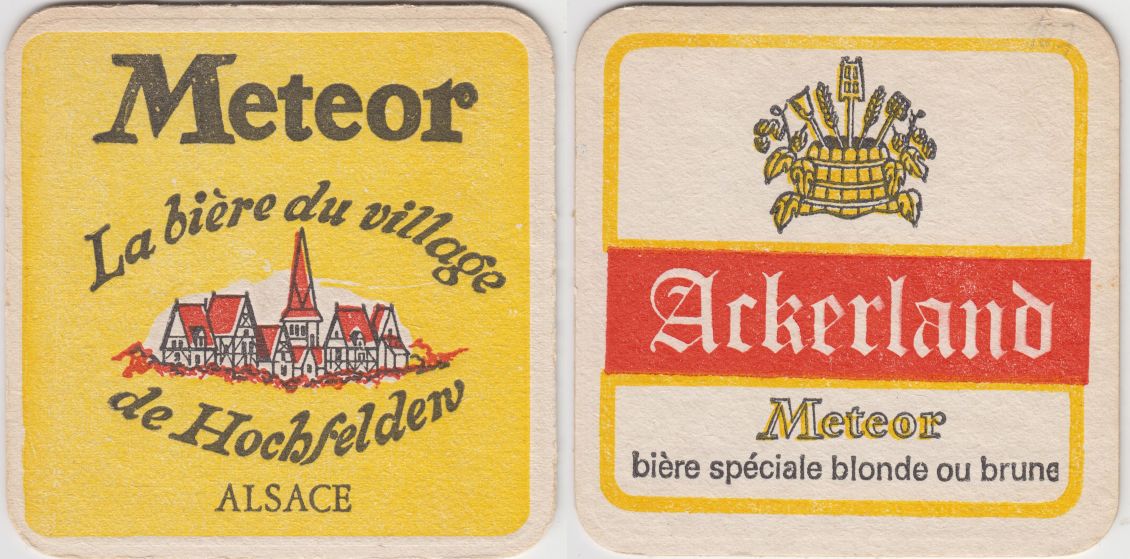 Meteor
La bière du village
de Hochfelden
ALSACE
Ackerland
Meteor
bière spéciale blonde ou brune